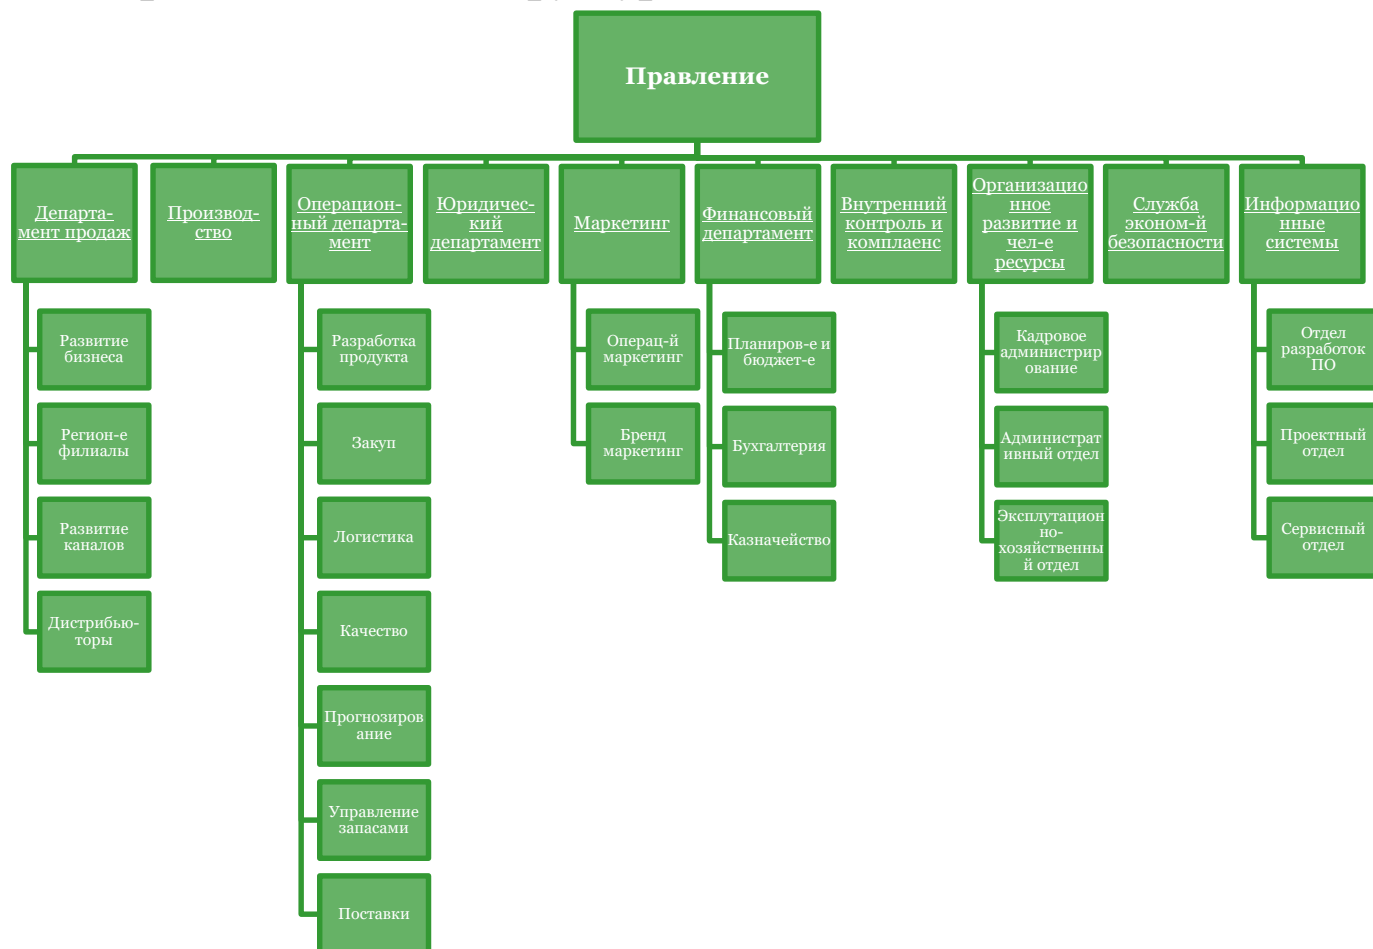 Правление
Департа-
мент продаж
Производ-
ство
Операцион-
ный департа-
мент
Юридичес-
кий
департамент
Маркетинг
Финансовый
департамент
Внутренний
контроль и
комплаенс
Организацио
нное
развитие и
чел-е
ресурсы
Служба
эконом-й
безопасности
Информацио
нные
системы
Развитие
бизнеса
Регион-е
филиалы
Развитие
каналов
Дистрибью-
торы
Разработка
продукта
Закуп
Логистика
Качество
Прогнозиров
ание
Управление
запасами
Поставки
Операц-й
маркетинг
Бренд
маркетинг
Планиров-е и
бюджет-е
Бухгалтерия
Казначейство
Кадровое
администрир
ование
Администрат
ивный отдел
Эксплутацион
но-
хозяйственны
й отдел
Отдел
разработок
ПО
Проектный
отдел
Сервисный
отдел